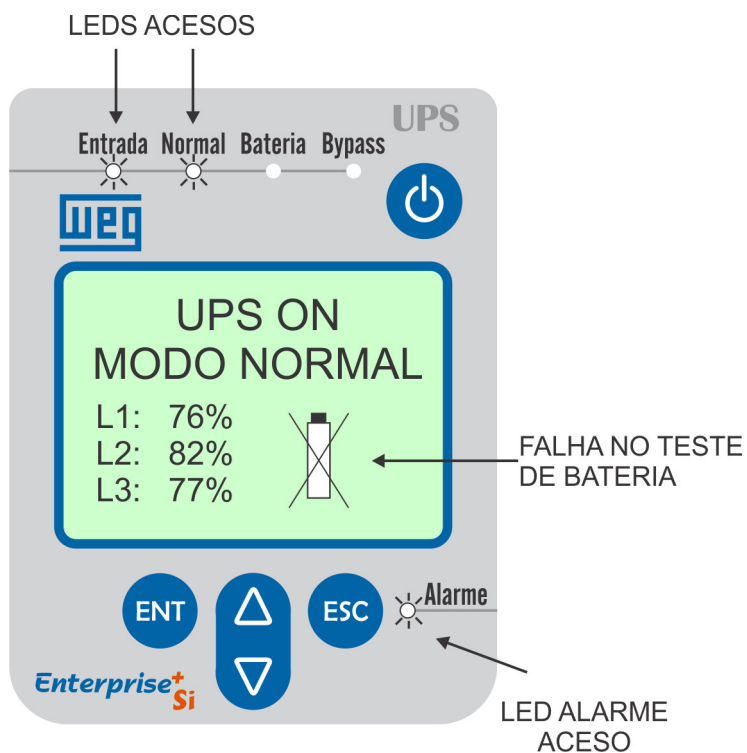 LEDS ACESOS
UPS
Entrada Normal Bateria Bypass
weg
UPS ON
MODO NORMAL
L1: 76%
L2: 82%
L3: 77%
FALHA NO TESTE
DE BATERIA
ENT
ESC
Alarme
Enterprise+
Si
LED ALARME
ACESO